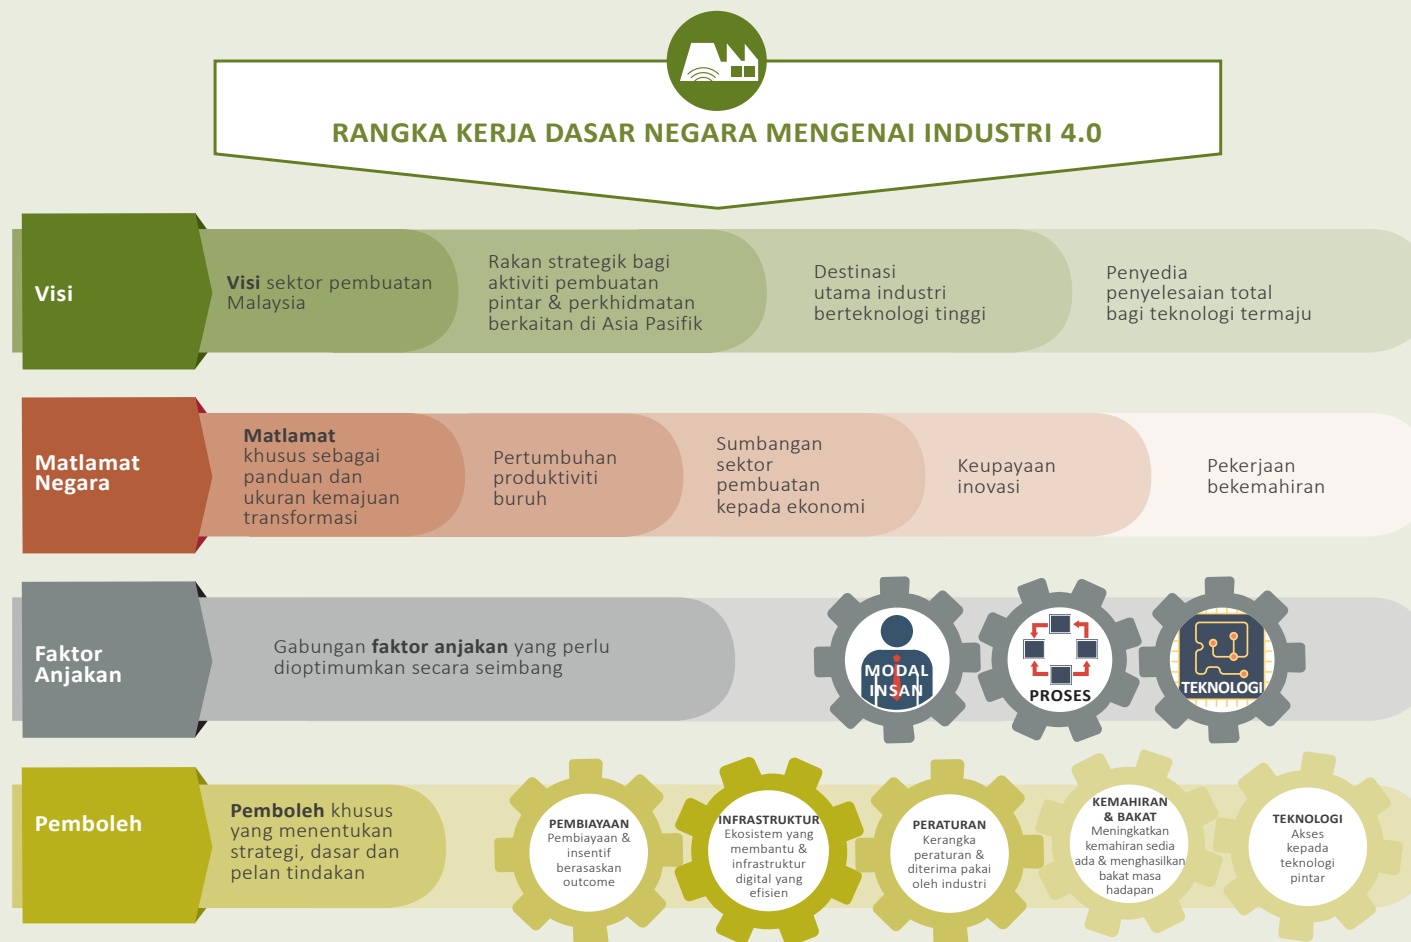 RANGKA KERJA DASAR NEGARA MENGENAI INDUSTRI 4.0
Visi
Visi sektor pembuatan
Malaysia
Rakan strategik bagi
aktiviti pembuatan
pintar & perkhidmatan
berkaitan di Asia Pasifik
Destinasi
utama industri
berteknologi tinggi
Penyedia
penyelesaian total
bagi teknologi termaju
Matlamat
Negara
Matlamat
khusus sebagai
panduan dan
ukuran kemajuan
transformasi
Pertumbuhan
produktiviti
buruh
Sumbangan
sektor
pembuatan
kepada ekonomi
Keupayaan
inovasi
Pekerjaan
bekemahiran
Faktor
Anjakan
Gabungan faktor anjakan yang perlu
dioptimumkan secara seimbang
MODAL
INSAN
PROSES
TEKNOLOGI
Pemboleh
Pemboleh khusus
yang menentukan
strategi, dasar dan
pelan tindakan
PEMBIAYAAN
Pembiayaan &
insentif
berasaskan
outcome
INFRASTRUKTUR
Ekosistem yang
membantu &
infrastruktur
digital yang
efisien
PERATURAN
Kerangka
peraturan &
diterima pakai
oleh industri
KEMAHIRAN
& BAKAT
Meningkatkan
kemahiran sedia
ada & menghasilkan
bakat masa
hadapan
TEKNOLOGI
Akses
kepada
teknologi
pintar